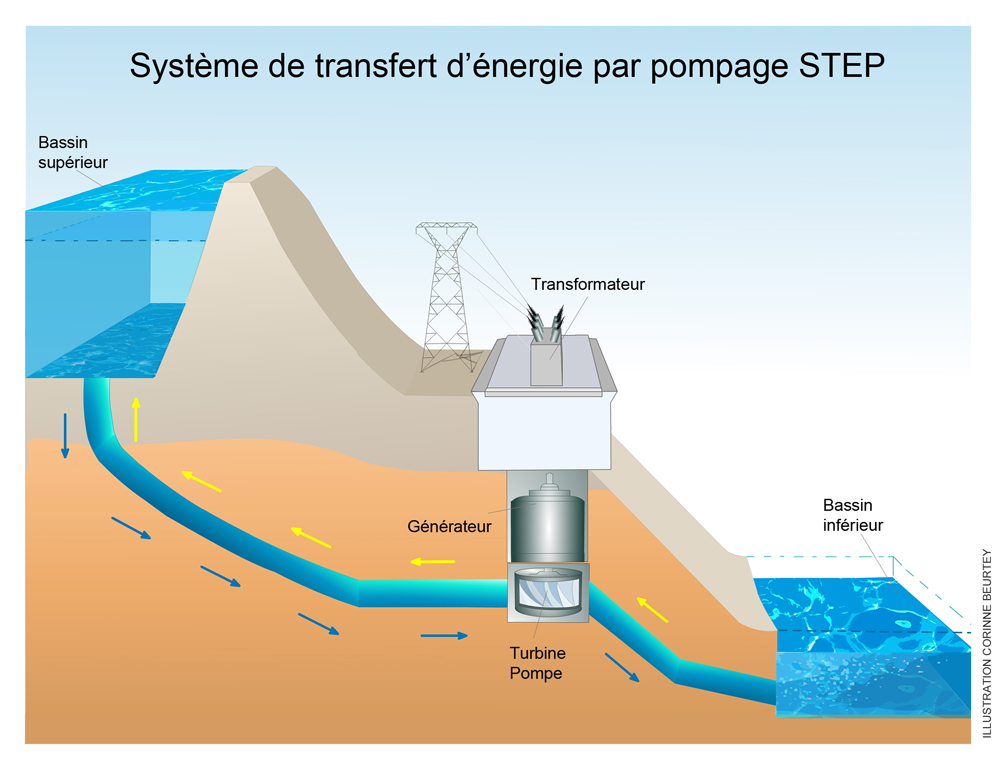 Système de transfert d'énergie par pompage STEP
Bassin
supérieur
Transformateur
Générateur
Bassin
inférieur
Turbine
Pompe
ILLUSTRATION CORINNE BEURTEY